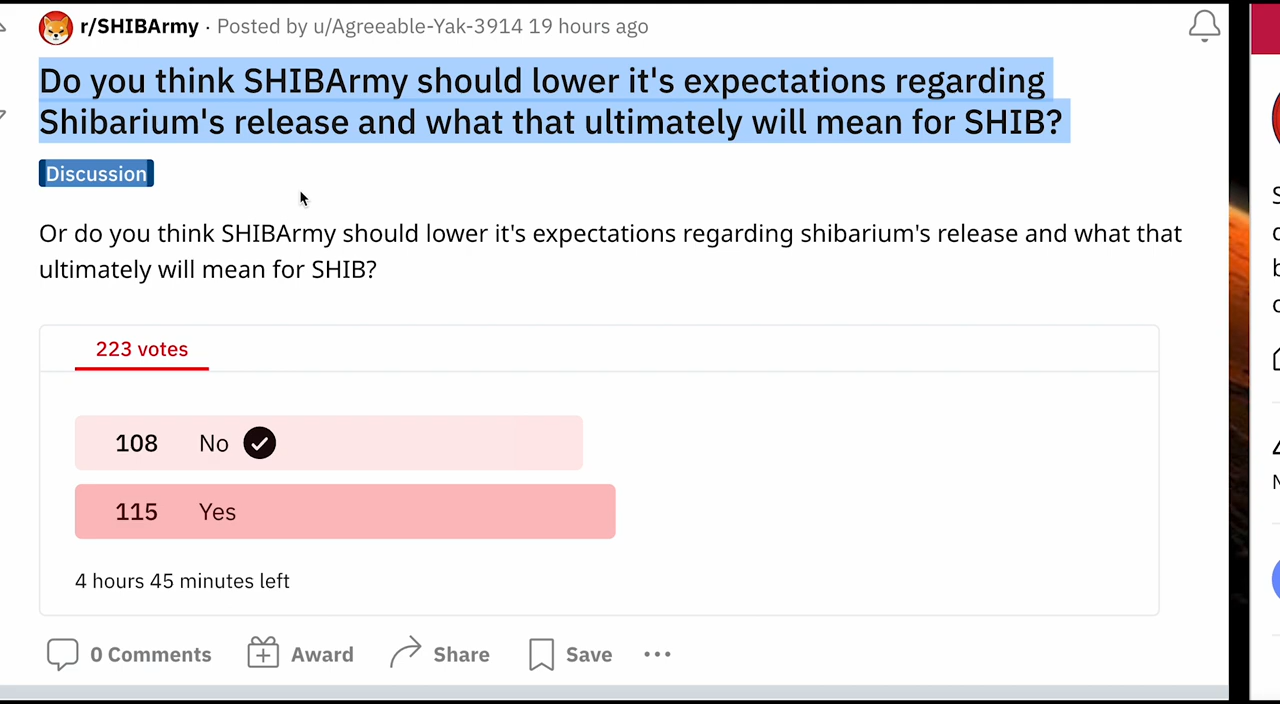 r/SHIBArmy · Posted by u/Agreeable-Yak-3914 19 hours ago
Do you think SHIBArmy should lower it's expectations regarding
Shibarium's release and what that ultimately will mean for SHIB?
Discussion
Or do you think SHIBArmy should lower it's expectations regarding shibarium's release and what that
ultimately will mean for SHIB?
223 votes
108 No
115 Yes
4 hours 45 minutes left
0 Comments Award Share Save